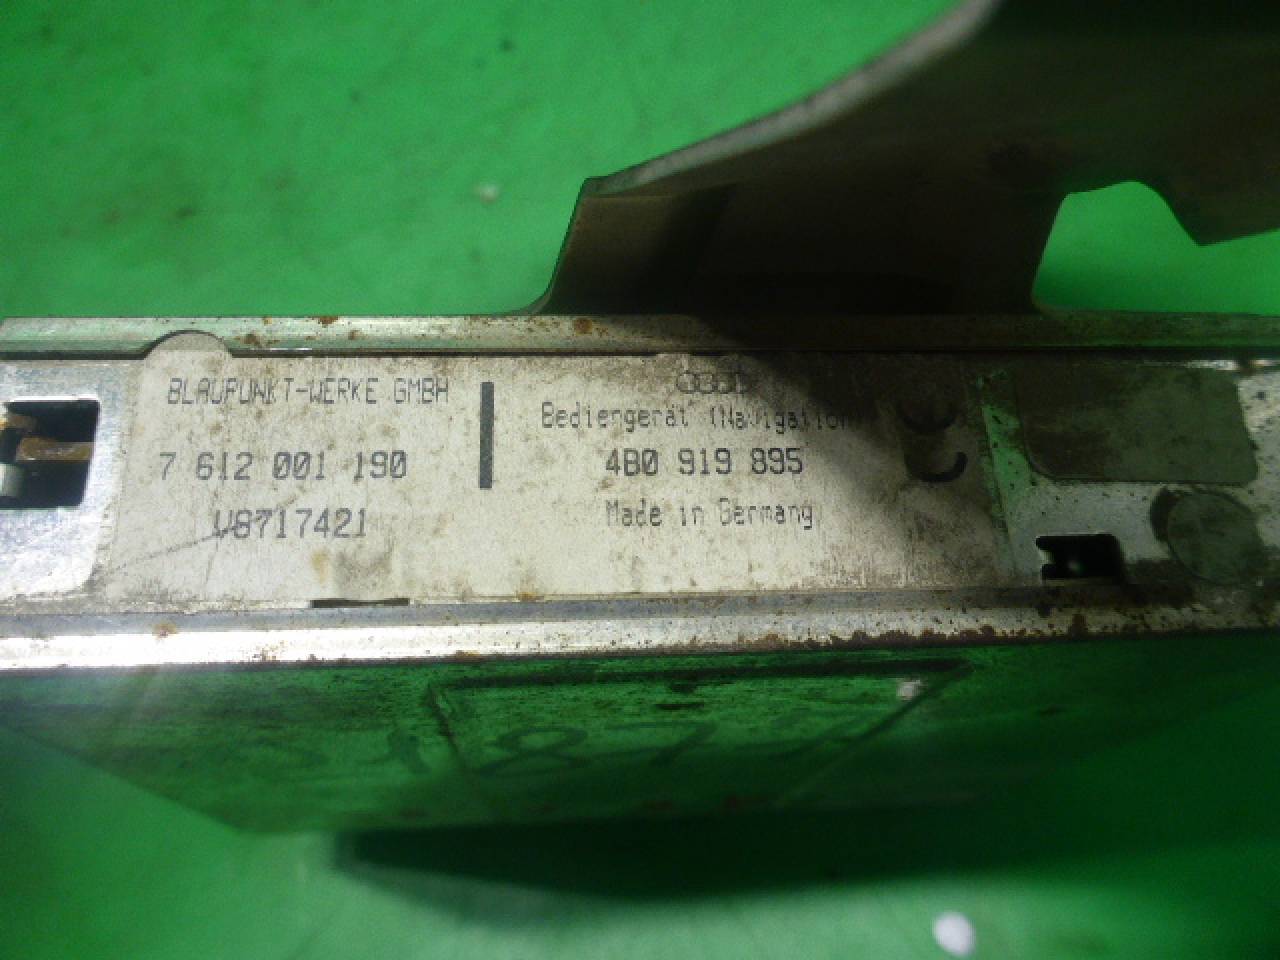 BLAUPUNKT-WERKE GMBH
7 612 001 190
V8717421
Bediengerät (Navigation)
4B0 919 895
Made in Germany